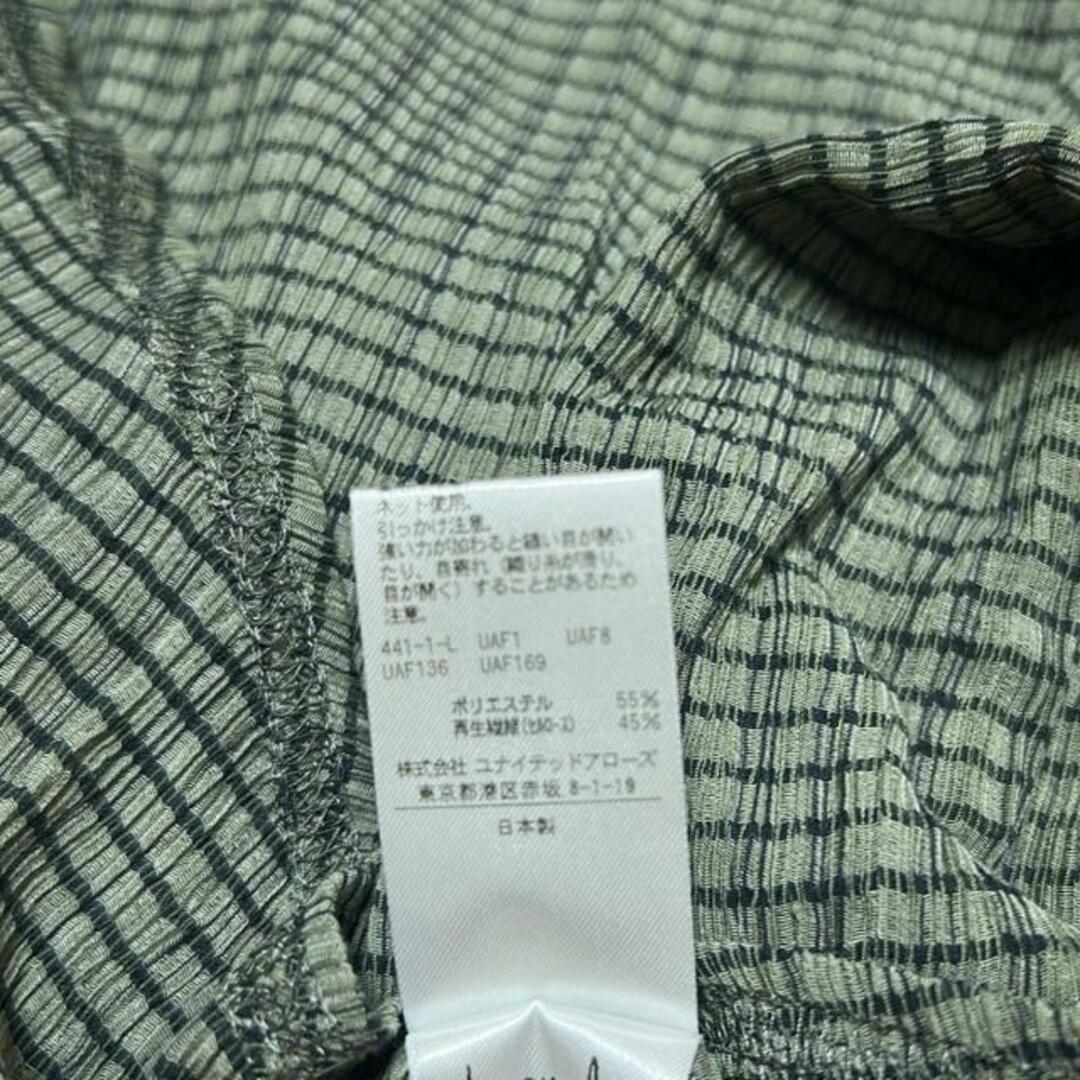 ネット使用。
引っかけ注意。
強い力が加わると縫い目が開い
たり、目寄れ（織り糸が滑り、
目が開く）することがあるため
注意。
441-1-L UAF1 UAF8
UAF136 UAF169
ポリエステル 55%
再生繊維(セルロース) 45%
株式会社 ユナイテッドアローズ
東京都港区赤坂 8-1-19
日本製